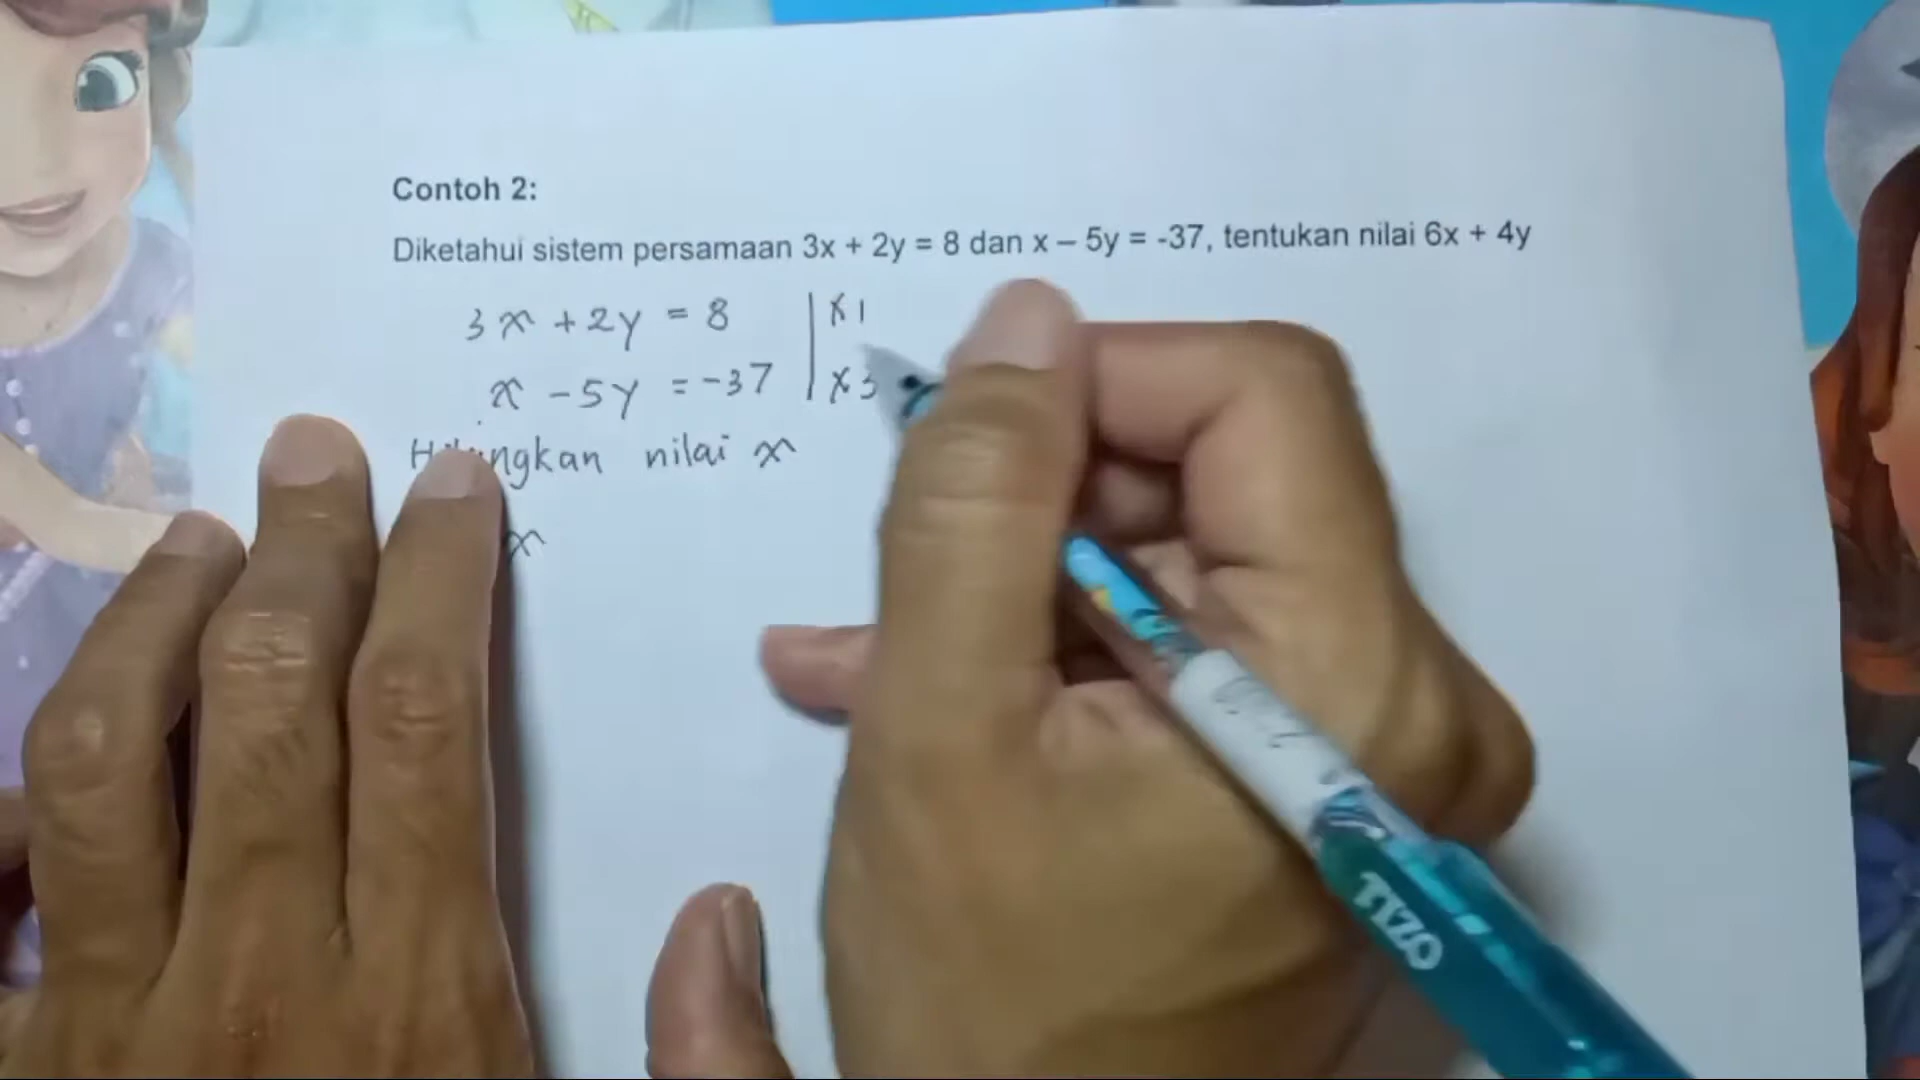 Contoh 2:
Diketahui sistem persamaan 3x + 2y = 8 dan x – 5y = -37, tentukan nilai 6x + 4y
3x + 2y = 8 | x1
x - 5y = -37 | x3
nilai x
x
TIZO